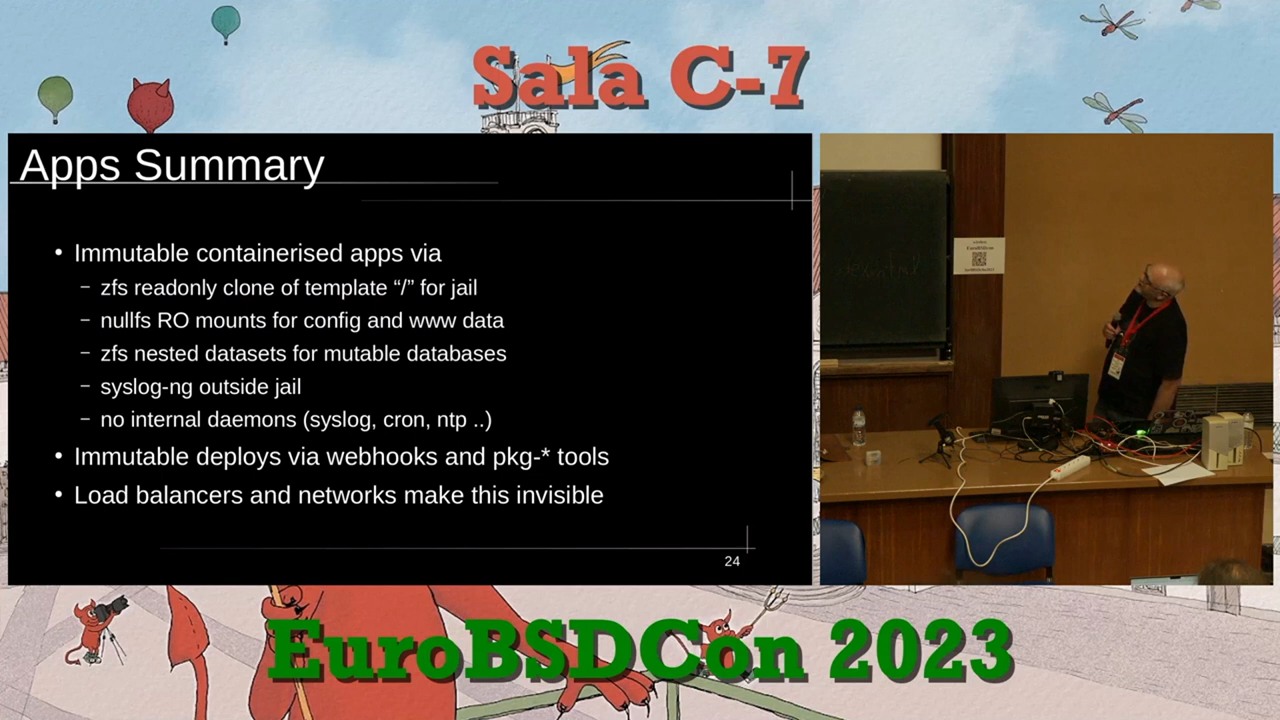 Sala C-7
Apps Summary
• Immutable containerised apps via
– zfs readonly clone of template “/” for jail
– nullfs RO mounts for config and www data
– zfs nested datasets for mutable databases
– syslog-ng outside jail
– no internal daemons (syslog, cron, ntp ..)
• Immutable deploys via webhooks and pkg-* tools
• Load balancers and networks make this invisible
24
EuroBSDCon 2023